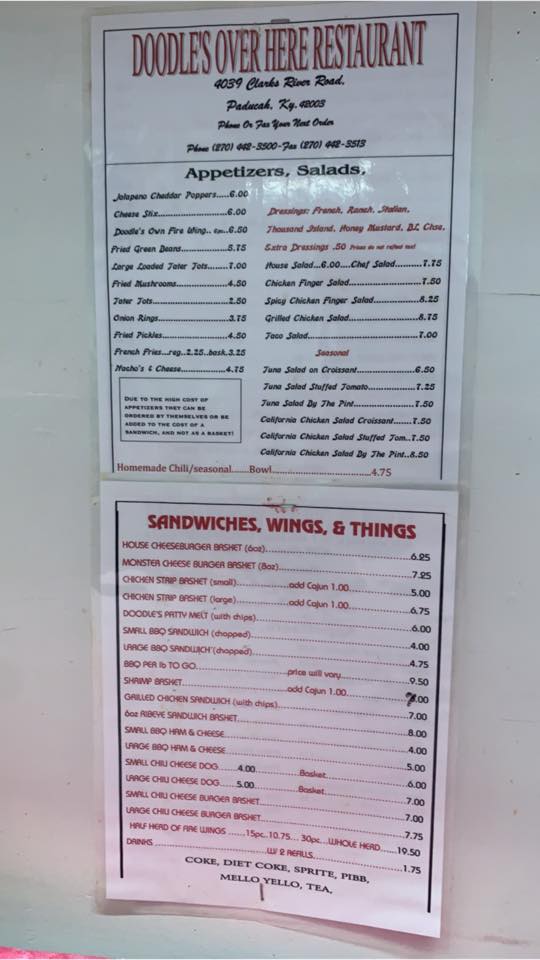 DOODLE'S OVER HERE RESTAURANT
4039 Clarks River Road,
Paducah, Ky. 42003
Phone Or Fax Your Next Order
Phone (270) 442-3500-Fax (270) 442-3513
Appetizers, Salads,
Jalapeno Cheddar Poppers.....6.00
Cheese Stix......................6.00
Doodle's Own Fire Wing.. 6pc..6.50
Fried Green Beans................5.75
Large Loaded Tater Tots.......7.00
Fried Mushrooms................4.50
Tater Tots.......................2.50
Onion Rings......................3.75
Fried Pickles....................4.50
French Fries...reg..2.25..bask.3.25
Nacho's & Cheese................4.75
DUE TO THE HIGH COST OF
APPETIZERS THEY CAN BE
ORDERED BY THEMSELVES OR BE
ADDED TO THE COST OF A
SANDWICH, AND NOT AS A BASKET!
Dressings: French, Ranch, Italian,
Thousand Island, Honey Mustard, BL Chse,
Extra Dressings .50 Prices do not reflect tax!
House Salad...6.00....Chef Salad.......7.75
Chicken Finger Salad...................7.50
Spicy Chicken Finger Salad.............8.25
Grilled Chicken Salad..................8.75
Taco Salad.............................7.00
Seasonal
Tuna Salad on Croissant................6.50
Tuna Salad Stuffed Tomato..............7.25
Tuna Salad By The Pint.................7.50
California Chicken Salad Croissant.....7.50
California Chicken Salad Stuffed Tom..7.50
California Chicken Salad By The Pint..8.50
Homemade Chili/seasonal......Bowl..............................4.75
SANDWICHES, WINGS, & THINGS
HOUSE CHEESEBURGER BASKET (6oz)..............................6.25
MONSTER CHEESE BURGER BASKET (8oz)...........................7.25
CHICKEN STRIP BASKET (small)..............add Cajun 1.00..............5.00
CHICKEN STRIP BASKET (large)..............add Cajun 1.00..............6.75
DOODLE'S PATTY MELT (with chips)..............................6.00
SMALL BBQ SANDWICH (chopped)..............................4.00
LARGE BBQ SANDWICH (chopped)..............................4.75
BBQ PER lb TO GO..............price will vary..............9.50
SHRIMP BASKET..............add Cajun 1.00..............7.00
GRILLED CHICKEN SANDWICH (with chips)..............................7.00
6oz RIBEYE SANDWICH BASKET..............................8.00
SMALL BBQ HAM & CHEESE..............................4.00
LARGE BBQ HAM & CHEESE..............................5.00
SMALL CHILI CHEESE DOG......4.00..............Basket..............6.00
LARGE CHILI CHEESE DOG......5.00..............Basket..............7.00
SMALL CHILI CHEESE BURGER BASKET..............................7.00
LARGE CHILI CHEESE BURGER BASKET..............................7.75
HALF HERD OF FIRE WINGS ......15pc. 10.75... 30pc...WHOLE HERD......19.50
DRINKS ..............W/ 2 REFILLS..............1.75
COKE, DIET COKE, SPRITE, PIBB,
MELLO YELLO, TEA,